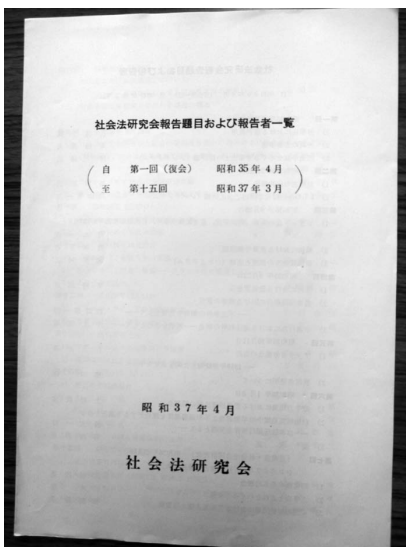 社会法研究会報告題目および報告者一覧
自 第一回（復会） 昭和35年4月
至 第十五回 昭和37年3月
昭和37年4月
社会法研究会